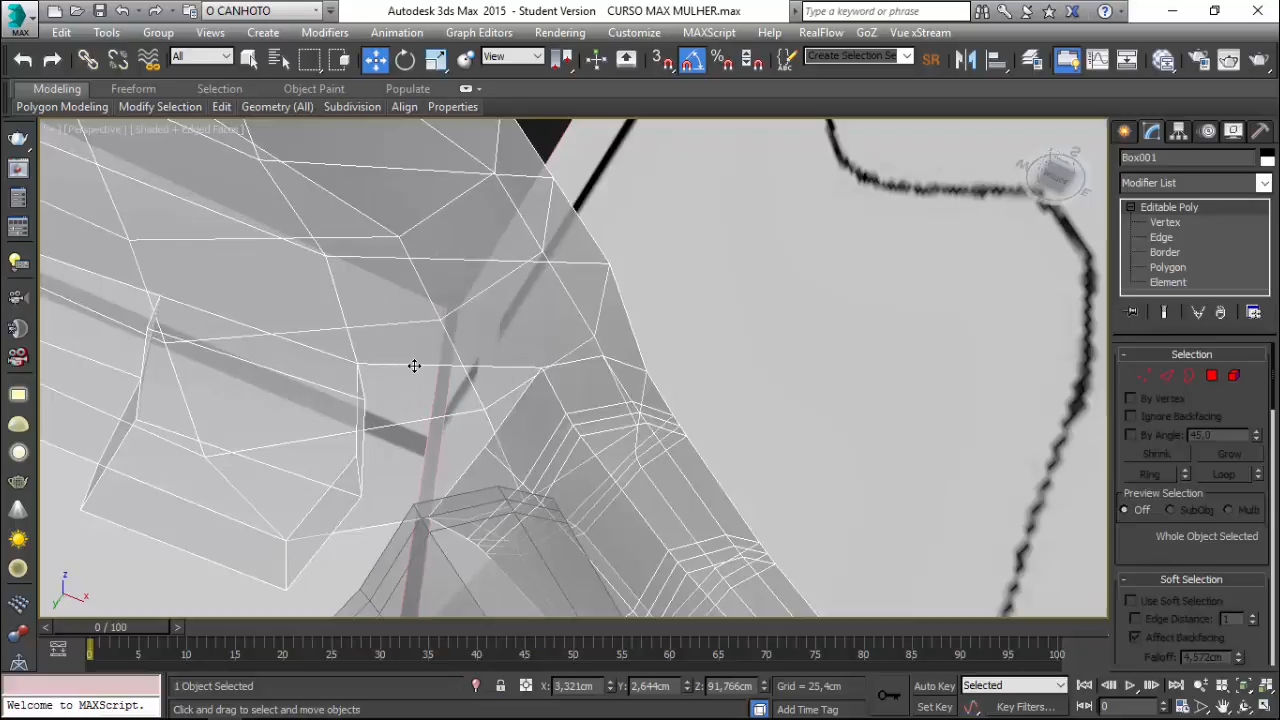 MAX
O CANHOTO
Autodesk 3ds Max 2015 - Student Version CURSO MAX MULHER.max
Type a keyword or phrase
Edit Tools Group Views Create Modifiers Animation Graph Editors Rendering Customize MAXScript Help RealFlow GoZ Vue xStream
All
View
3
Create Selection Se
SR
Modeling Freeform Selection Object Paint Populate
Polygon Modeling Modify Selection Edit Geometry (All) Subdivision Align Properties
[Perspective] [Shaded + Edged Faces]
Box001
Modifier List
Editable Poly
Vertex
Edge
Border
Polygon
Element
Selection
By Vertex
Ignore Backfacing
By Angle: 45,0
Shrink Grow
Ring Loop
Preview Selection
Off SubObj Multi
Whole Object Selected
Soft Selection
Use Soft Selection
Edge Distance: 1
Affect Backfacing
Falloff: 4,572cm
z
x
y
0 / 100
0 5 10 15 20 25 30 35 40 45 50 55 60 65 70 75 80 85 90 95 100
1 Object Selected
X: 3,321cm Y: 2,644cm Z: 91,766cm Grid = 25,4cm
Auto Key Selected
Welcome to MAXScript.
Click and drag to select and move objects
Add Time Tag
Set Key Key Filters...
0